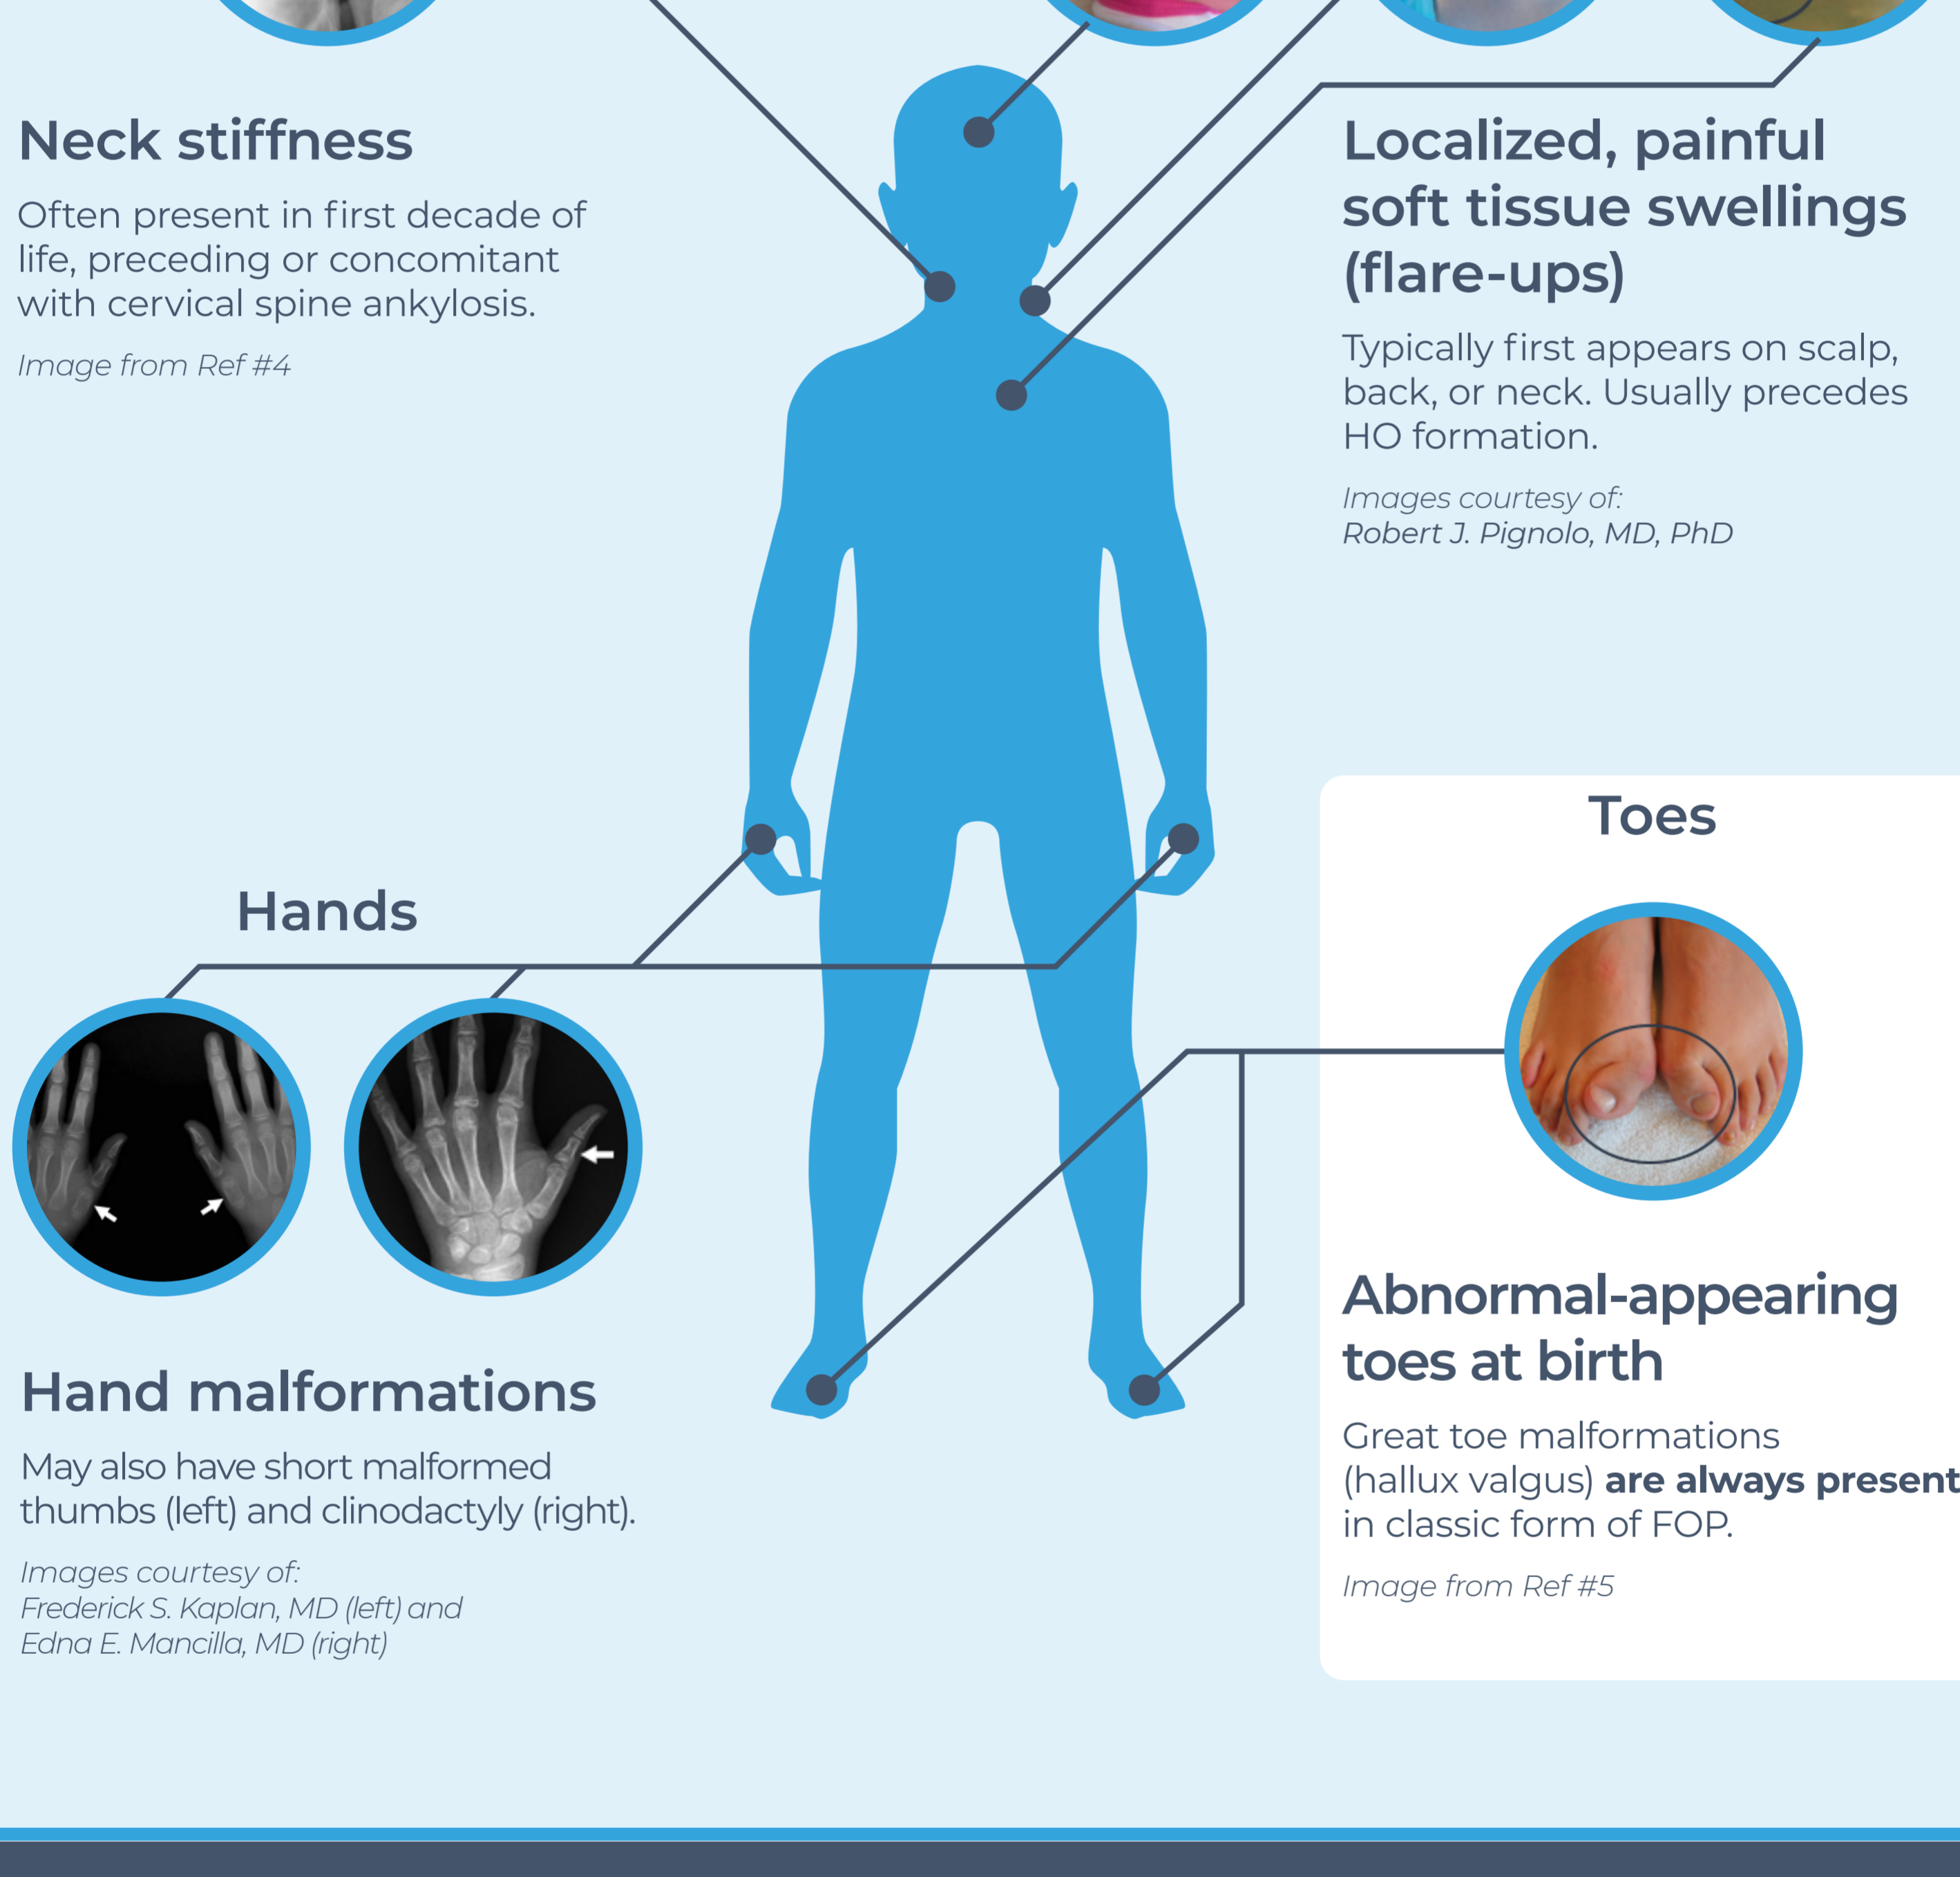 Neck stiffness
Often present in first decade of
life, preceding or concomitant
with cervical spine ankylosis.
Image from Ref #4
Localized, painful
soft tissue swellings
(flare-ups)
Typically first appears on scalp,
back, or neck. Usually precedes
HO formation.
Images courtesy of:
Robert J. Pignolo, MD, PhD
Hands
Hand malformations
May also have short malformed
thumbs (left) and clinodactyly (right).
Images courtesy of:
Frederick S. Kaplan, MD (left) and
Edna E. Mancilla, MD (right)
Toes
Abnormal-appearing
toes at birth
Great toe malformations
(hallux valgus) are always present
in classic form of FOP.
Image from Ref #5